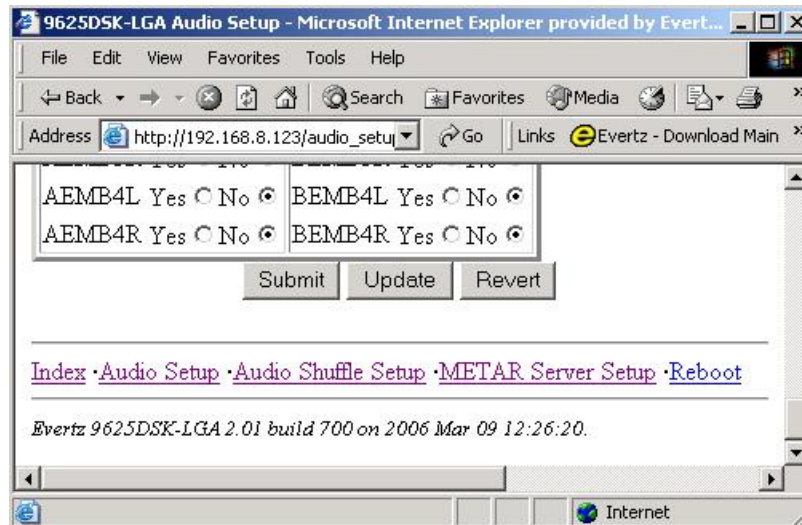 9625DSK-LGA Audio Setup - Microsoft Internet Explorer provided by Evert...
File Edit View Favorites Tools Help
Back Search Favorites Media
Address http://192.168.8.123/audio_setu Go Links Evertz - Download Main
AEMB4L Yes No BEMB4L Yes No
AEMB4R Yes No BEMB4R Yes No
Submit Update Revert
Index ·Audio Setup ·Audio Shuffle Setup ·METAR Server Setup ·Reboot
Evertz 9625DSK-LGA 2.01 build 700 on 2006 Mar 09 12:26:20.
Internet